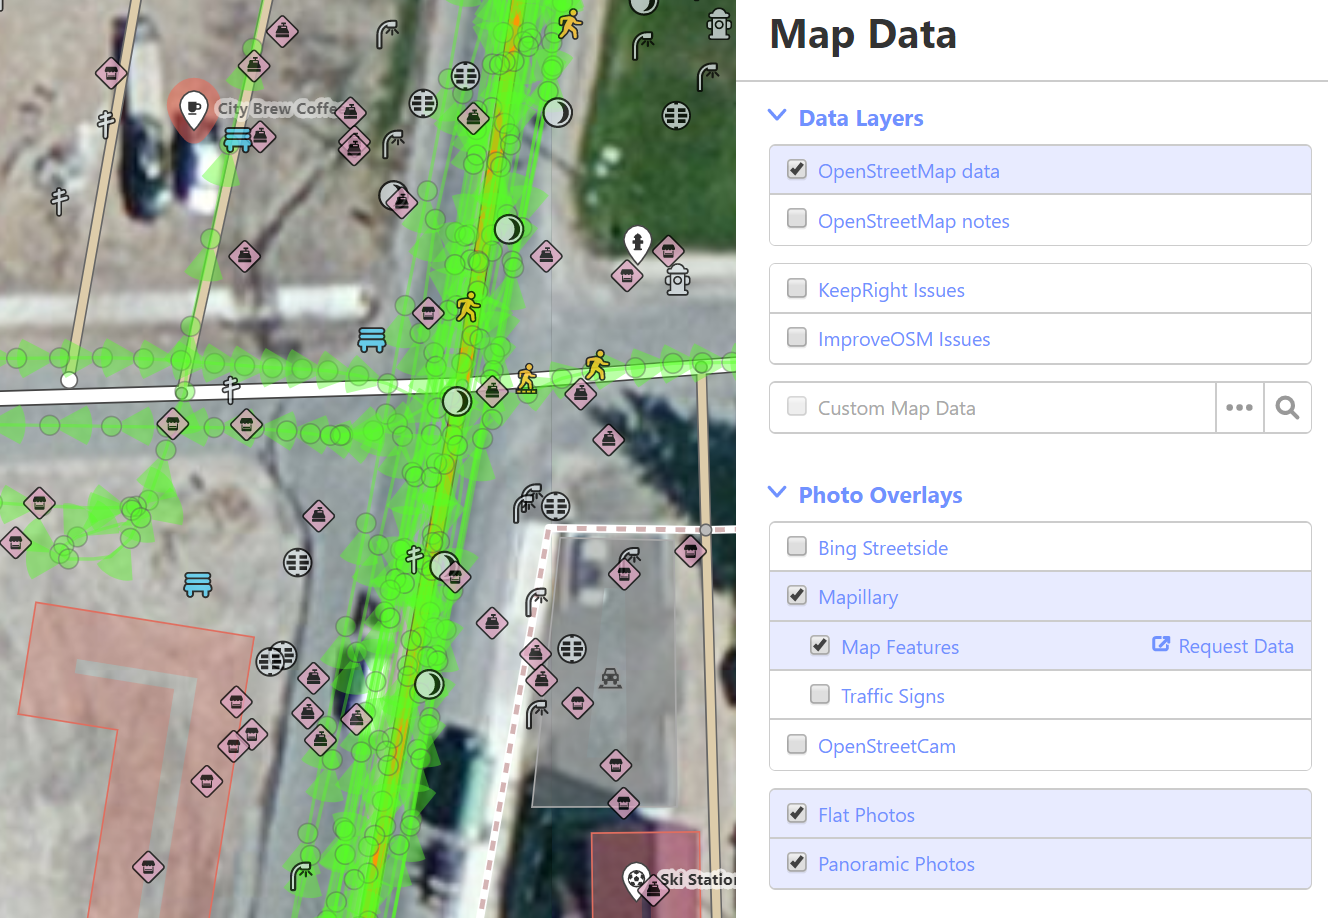 Map Data
Data Layers
OpenStreetMap data
OpenStreetMap notes
KeepRight Issues
ImproveOSM Issues
Custom Map Data
Photo Overlays
Bing Streetside
Mapillary
Map Features
Request Data
Traffic Signs
OpenStreetCam
Flat Photos
Panoramic Photos
City Brew Coffe
Ski Station